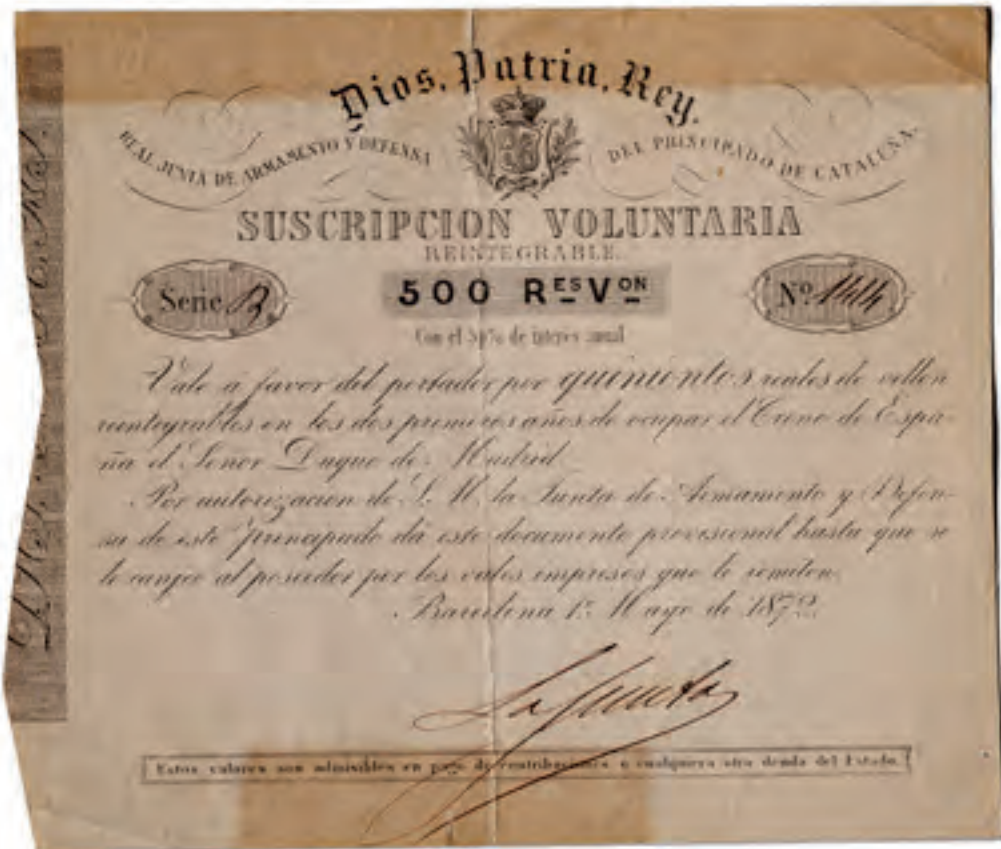 Dios, Patria, Rey.
REAL JUNTA DE ARMAMENTO Y DEFENSA DEL PRINCIPADO DE CATALUÑA.
SUSCRIPCION VOLUNTARIA
REINTEGRABLE.
Serie B 500 RES VON Nº
Con el 5 p% de interes anual
Vale á favor del portador por quinientos reales de vellon
reintegrables en los dos primeros años de ocupar el Trono de Espa-
ña el Señor Duque de Madrid.
Por autorizacion de S. M. la Junta de Armamento y Defen-
sa de este Principado dá este documento provisional hasta que se
le cange al poseedor por los vales impresos que le remiten.
Barcelona 1º Mayo de 1872.
La Junta
Estos valores son admisibles en pago de contribuciones o cualquiera otra deuda del Estado.